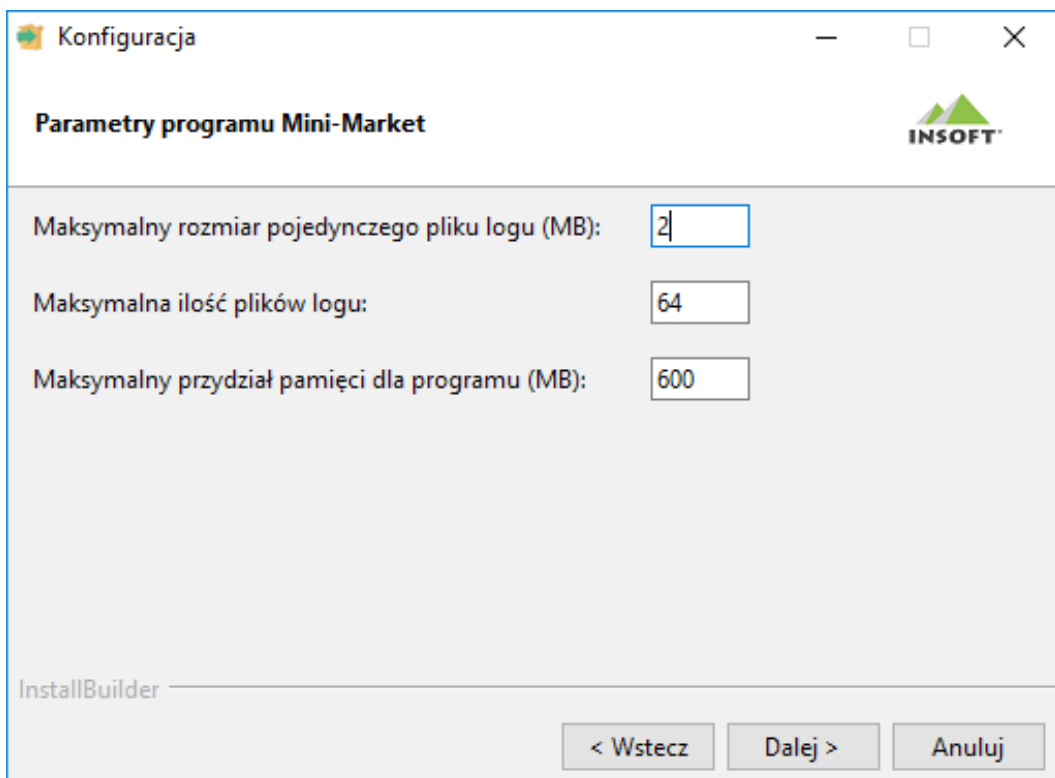 Konfiguracja
Parametry programu Mini-Market
INSOFT
Maksymalny rozmiar pojedynczego pliku logu (MB): 2
Maksymalna ilość plików logu: 64
Maksymalny przydział pamięci dla programu (MB): 600
InstallBuilder
< Wstecz Dalej > Anuluj